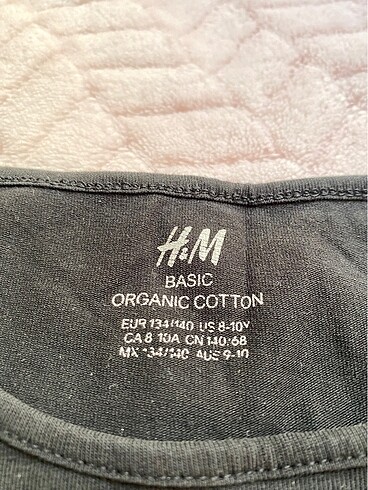 H&M
BASIC
ORGANIC COTTON
EUR 134/140 US 8-10Y
CA 8-10A CN 140/68
MX 134/140 AUS 9-10